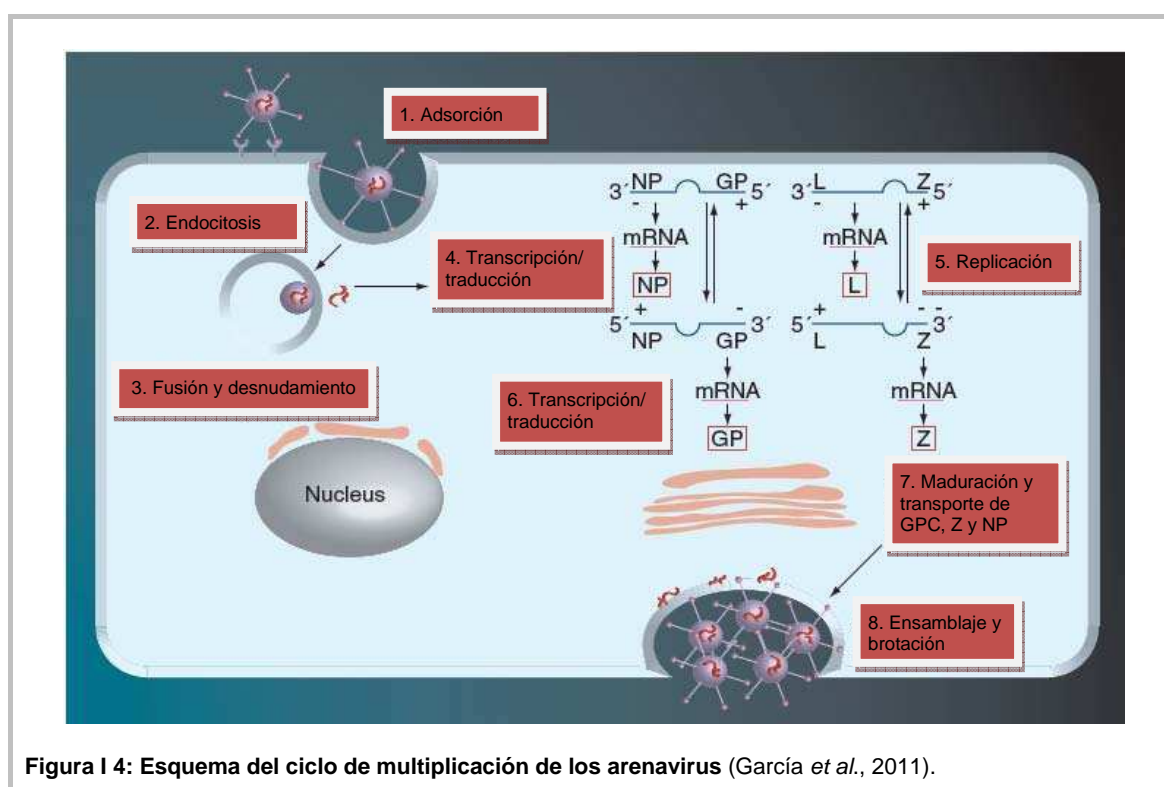 1. Adsorción
2. Endocitosis
3. Fusión y desnudamiento
4. Transcripción/
traducción
3´ NP GP 5´
- +
mRNA
NP
+ -
5´ 3´
NP GP
mRNA
GP
3´ L Z 5´
- +
mRNA
L
+ - -
5´ 3´
L Z
mRNA
Z
5. Replicación
6. Transcripción/
traducción
Nucleus
7. Maduración y
transporte de
GPC, Z y NP
8. Ensamblaje y
brotación
Figura I 4: Esquema del ciclo de multiplicación de los arenavirus (García et al., 2011).